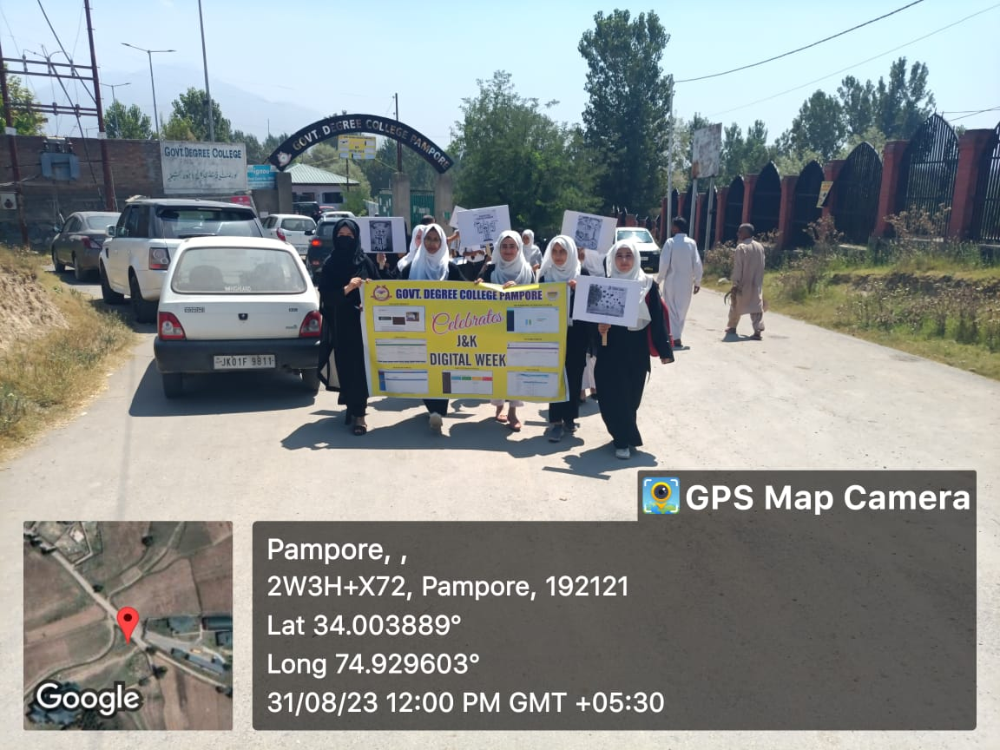 GOVT. DEGREE COLLEGE PAMPORE
GOVT. DEGREE COLLEGE
ignou
GOVT. DEGREE COLLEGE PAMPORE
Celebrates
J&K
DIGITAL WEEK
JK01F 9811
GPS Map Camera
Pampore, ,
2W3H+X72, Pampore, 192121
Lat 34.003889°
Long 74.929603°
31/08/23 12:00 PM GMT +05:30
Google